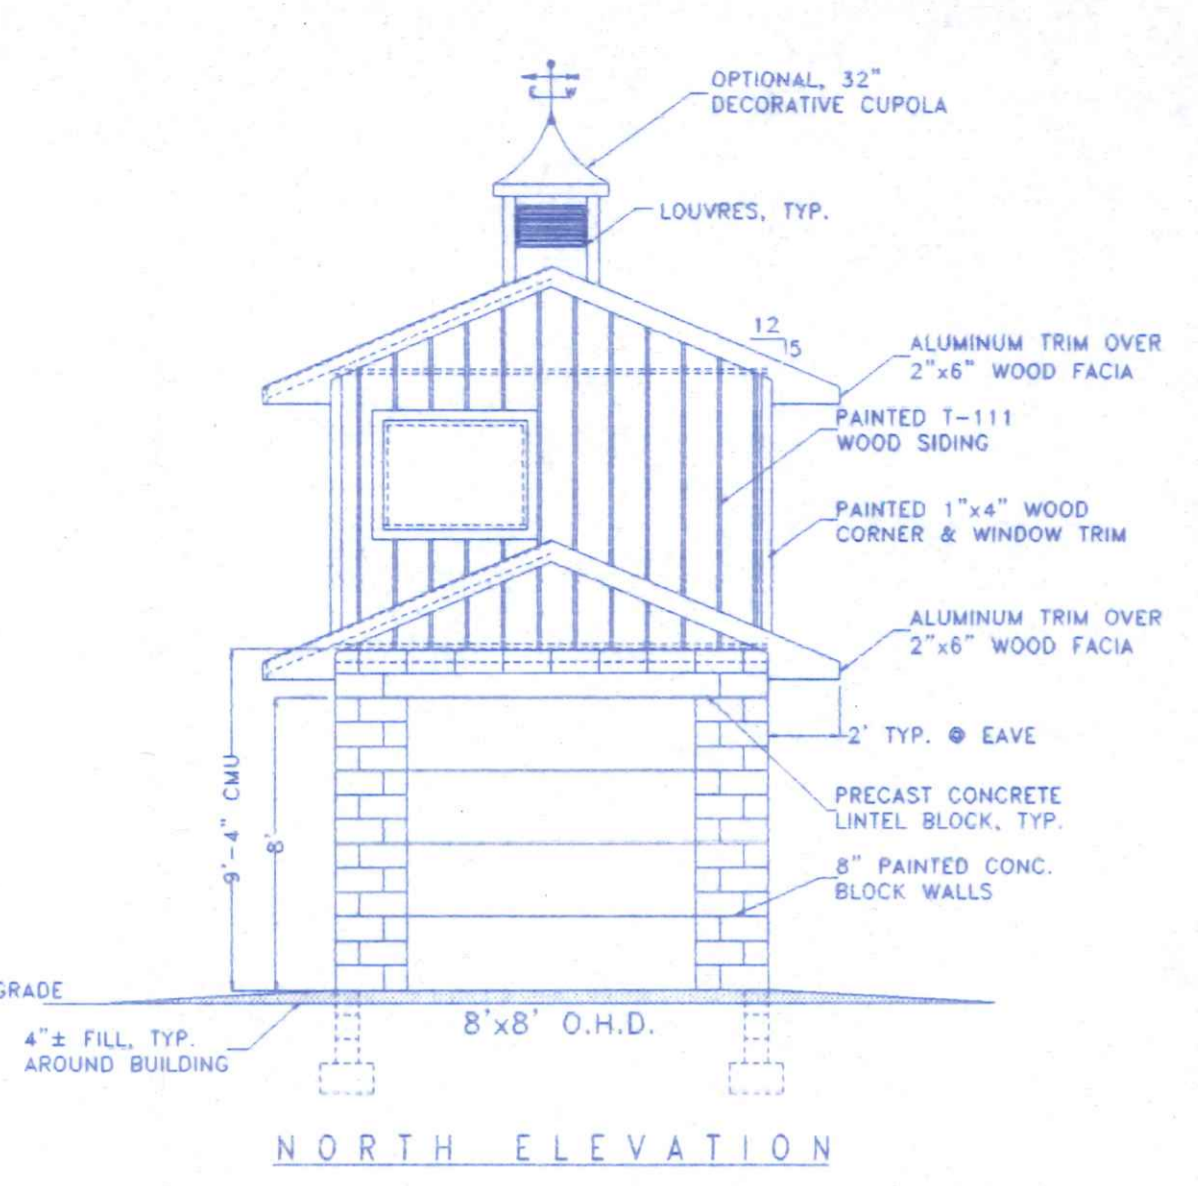 OPTIONAL, 32"
DECORATIVE CUPOLA
E W
LOUVRES, TYP.
12
5
ALUMINUM TRIM OVER
2"x6" WOOD FACIA
PAINTED T-111
WOOD SIDING
PAINTED 1"x4" WOOD
CORNER & WINDOW TRIM
ALUMINUM TRIM OVER
2"x6" WOOD FACIA
2' TYP. @ EAVE
9'-4" CMU
8'
PRECAST CONCRETE
LINTEL BLOCK, TYP.
8" PAINTED CONC.
BLOCK WALLS
GRADE
4"± FILL, TYP.
AROUND BUILDING
8'x8' O.H.D.
NORTH ELEVATION